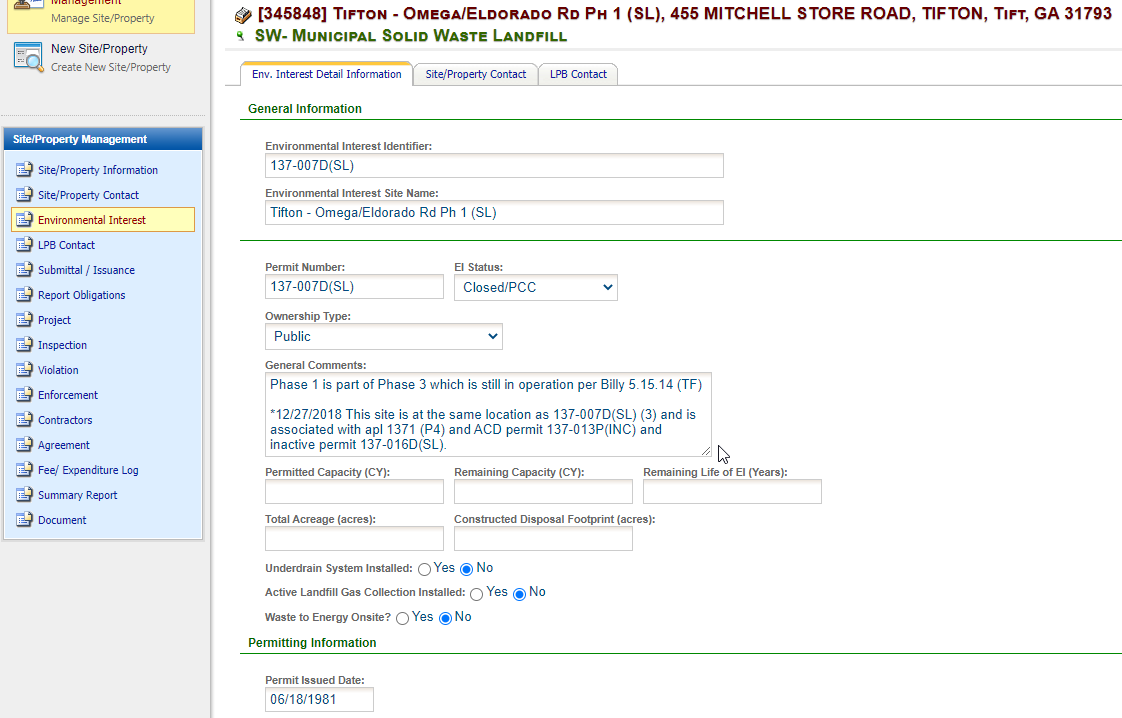 Management
Manage Site/Property
New Site/Property
Create New Site/Property
Site/Property Management
Site/Property Information
Site/Property Contact
Environmental Interest
LPB Contact
Submittal / Issuance
Report Obligations
Project
Inspection
Violation
Enforcement
Contractors
Agreement
Fee/ Expenditure Log
Summary Report
Document
[345848] Tifton - Omega/Eldorado Rd Ph 1 (SL), 455 MITCHELL STORE ROAD, TIFTON, Tift, GA 31793
SW- Municipal Solid Waste Landfill
Env. Interest Detail Information
Site/Property Contact
LPB Contact
General Information
Environmental Interest Identifier:
137-007D(SL)
Environmental Interest Site Name:
Tifton - Omega/Eldorado Rd Ph 1 (SL)
Permit Number: EI Status:
137-007D(SL) Closed/PCC
Ownership Type:
Public
General Comments:
Phase 1 is part of Phase 3 which is still in operation per Billy 5.15.14 (TF)
*12/27/2018 This site is at the same location as 137-007D(SL) (3) and is
associated with apl 1371 (P4) and ACD permit 137-013P(INC) and
inactive permit 137-016D(SL).
Permitted Capacity (CY): Remaining Capacity (CY): Remaining Life of EI (Years):
Total Acreage (acres): Constructed Disposal Footprint (acres):
Underdrain System Installed: Yes No
Active Landfill Gas Collection Installed: Yes No
Waste to Energy Onsite? Yes No
Permitting Information
Permit Issued Date:
06/18/1981